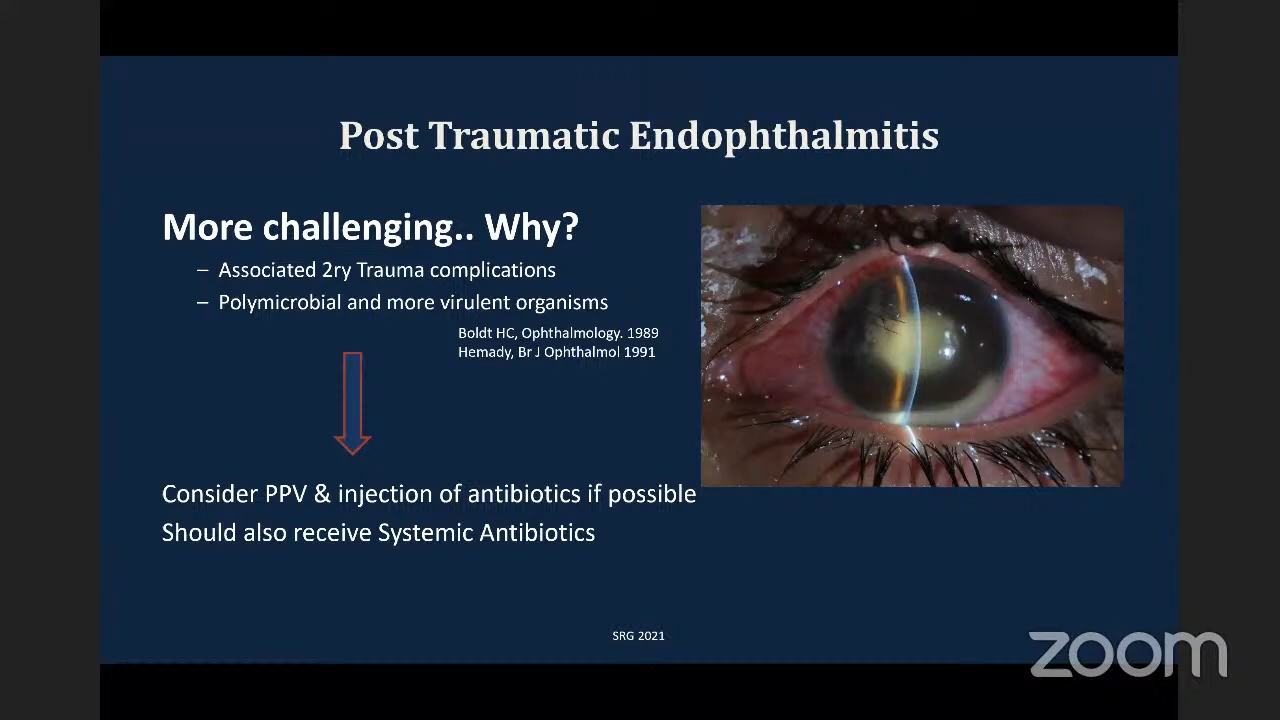 Post Traumatic Endophthalmitis
More challenging.. Why?
– Associated 2ry Trauma complications
– Polymicrobial and more virulent organisms
Boldt HC, Ophthalmology. 1989
Hemady, Br J Ophthalmol 1991
Consider PPV & injection of antibiotics if possible
Should also receive Systemic Antibiotics
SRG 2021
zoom